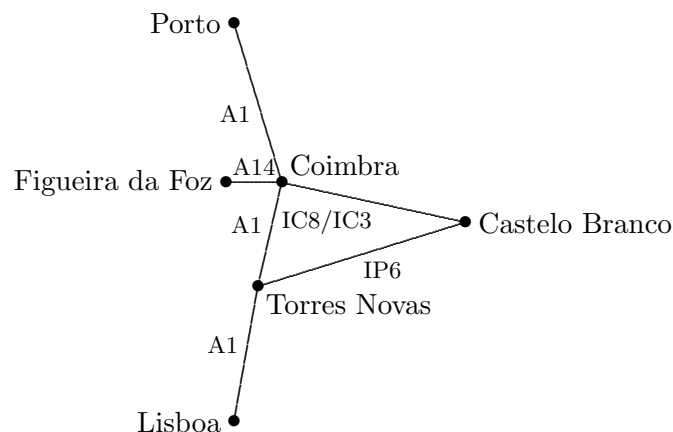 Porto
A1
A14
Coimbra
Figueira da Foz
A1
IC8/IC3
Castelo Branco
IP6
Torres Novas
A1
Lisboa